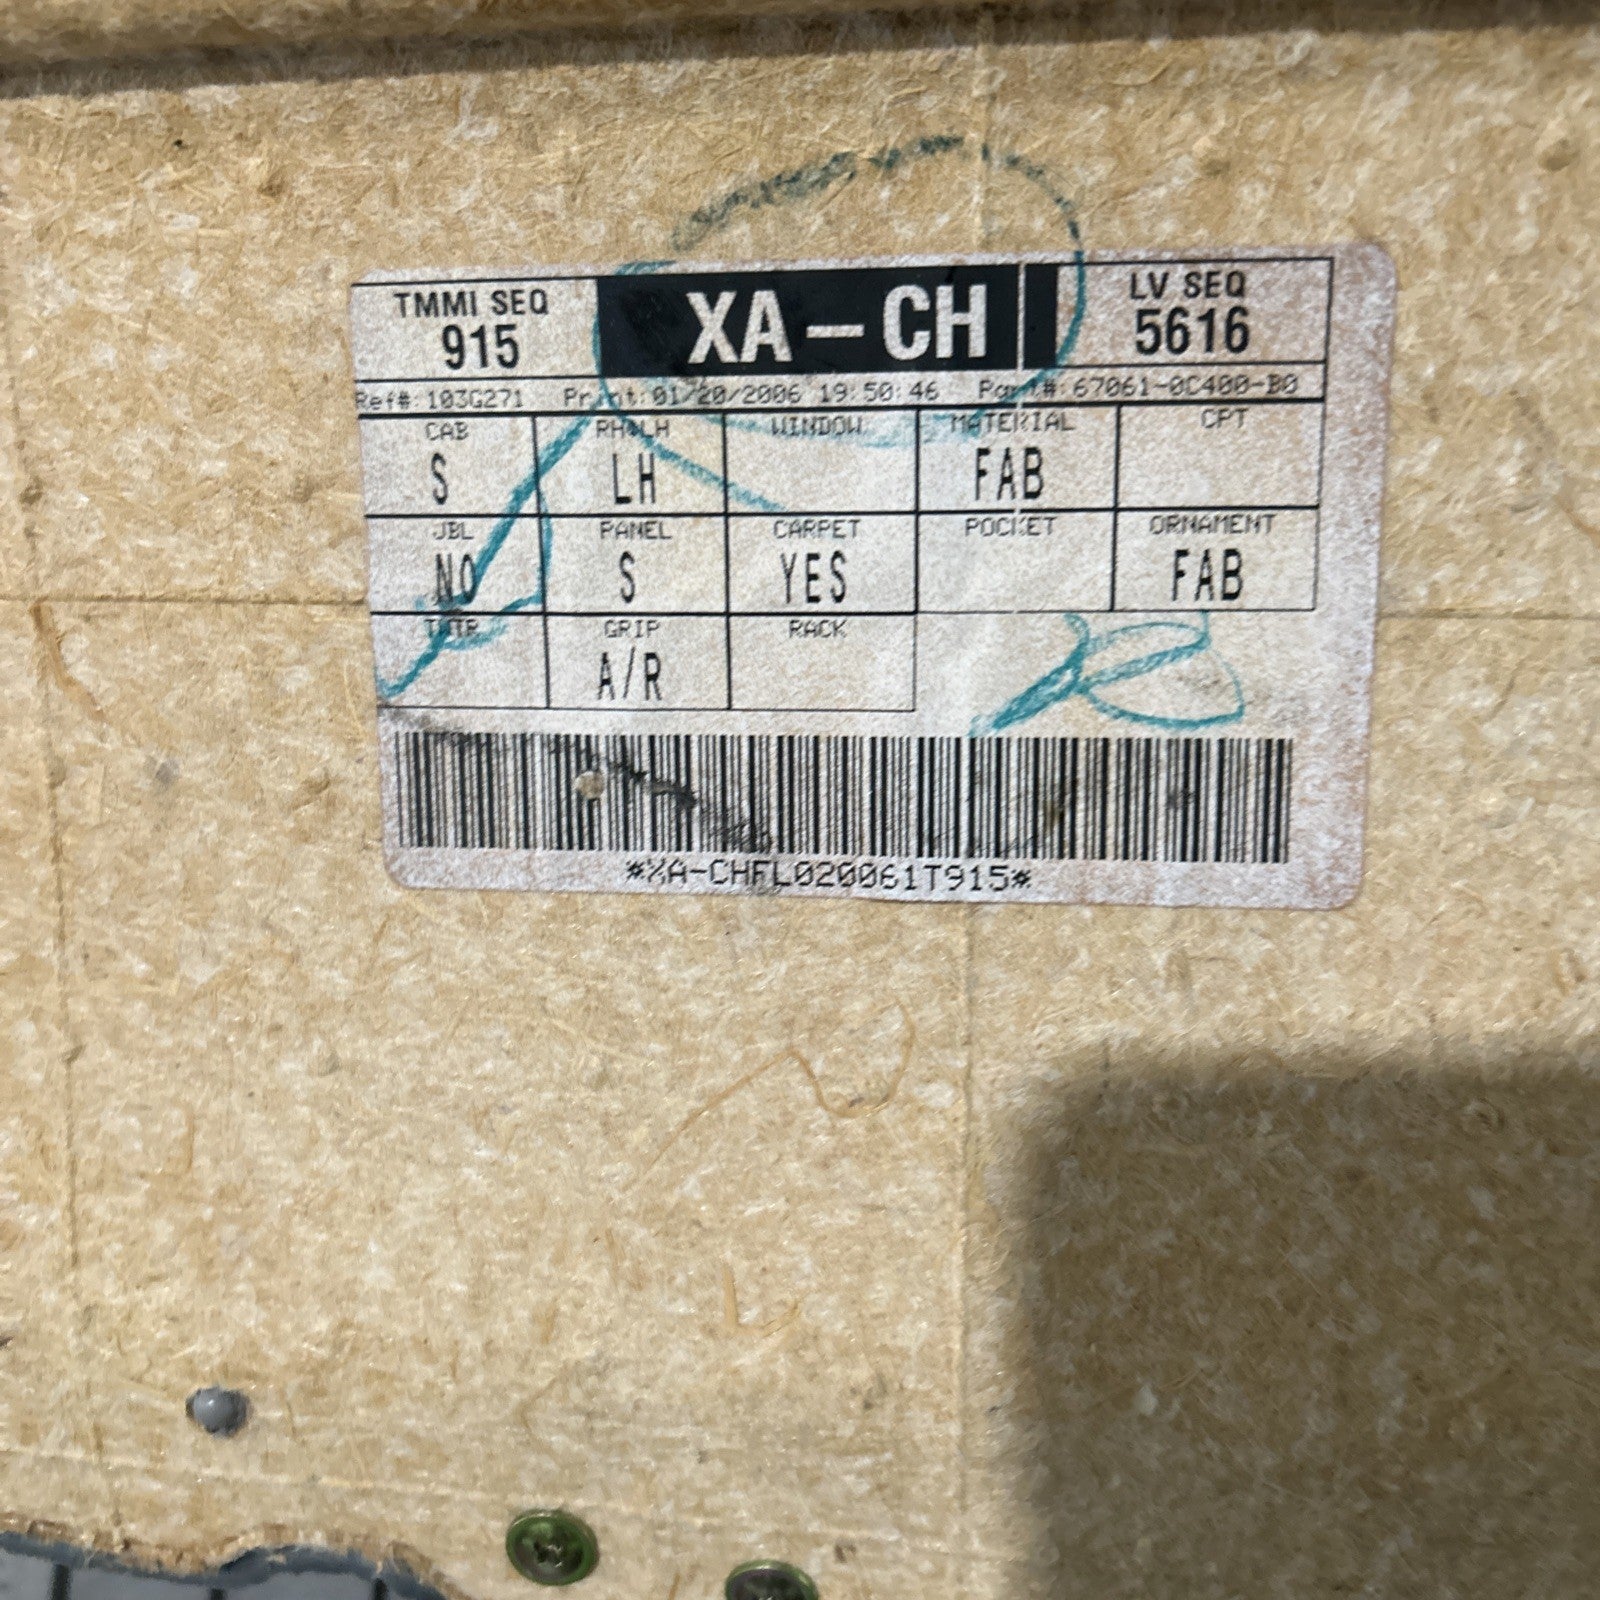 TMMI SEQ XA-CH LV SEQ
915 5616
Ref#:103G271 Print:01/20/2006 19:50:46 Part#:67061-0C400-B0
CAB RH/LH WINDOW MATERIAL CPT
S LH FAB
JBL PANEL CARPET POCKET ORNAMENT
NO S YES FAB
GRIP RACK
A/R
*XA-CHFL020061T915*